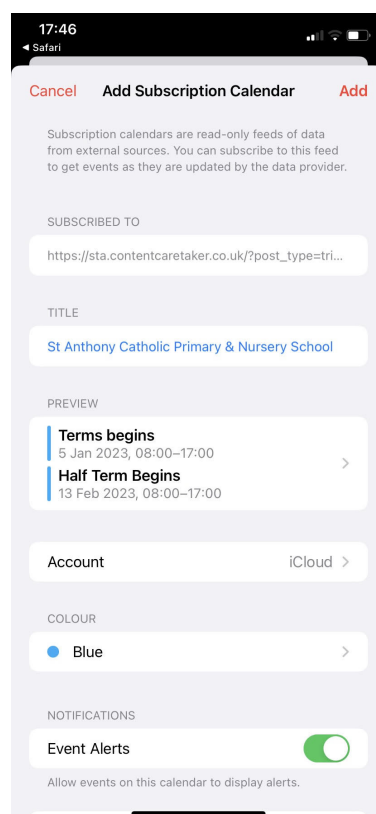 17:46
◀ Safari
Cancel Add Subscription Calendar Add
Subscription calendars are read-only feeds of data
from external sources. You can subscribe to this feed
to get events as they are updated by the data provider.
SUBSCRIBED TO
https://sta.contentcaretaker.co.uk/?post_type=tri...
TITLE
St Anthony Catholic Primary & Nursery School
PREVIEW
Terms begins
5 Jan 2023, 08:00–17:00
Half Term Begins
13 Feb 2023, 08:00–17:00
Account iCloud
COLOUR
Blue
NOTIFICATIONS
Event Alerts
Allow events on this calendar to display alerts.